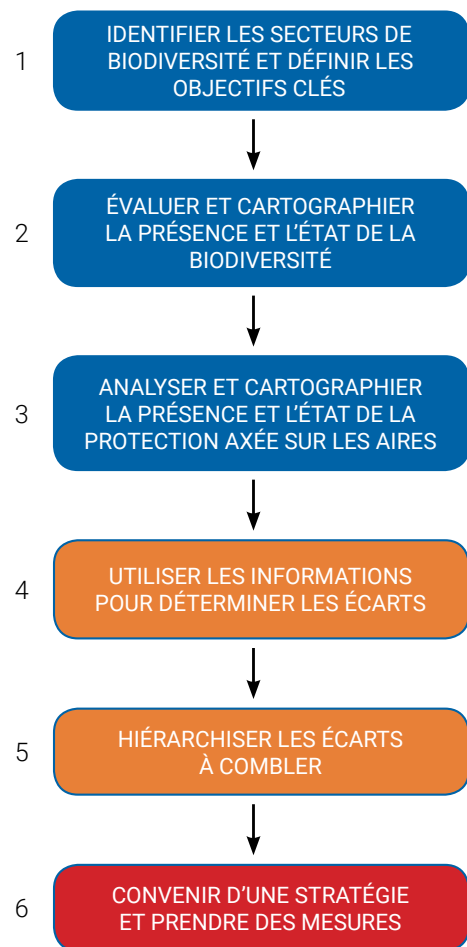 1
IDENTIFIER LES SECTEURS DE
BIODIVERSITÉ ET DÉFINIR LES
OBJECTIFS CLÉS
2
ÉVALUER ET CARTOGRAPHIER
LA PRÉSENCE ET L'ÉTAT DE LA
BIODIVERSITÉ
3
ANALYSER ET CARTOGRAPHIER
LA PRÉSENCE ET L'ÉTAT DE LA
PROTECTION AXÉE SUR LES AIRES
4
UTILISER LES INFORMATIONS
POUR DÉTERMINER LES ÉCARTS
5
HIÉRARCHISER LES ÉCARTS
À COMBLER
6
CONVENIR D'UNE STRATÉGIE
ET PRENDRE DES MESURES